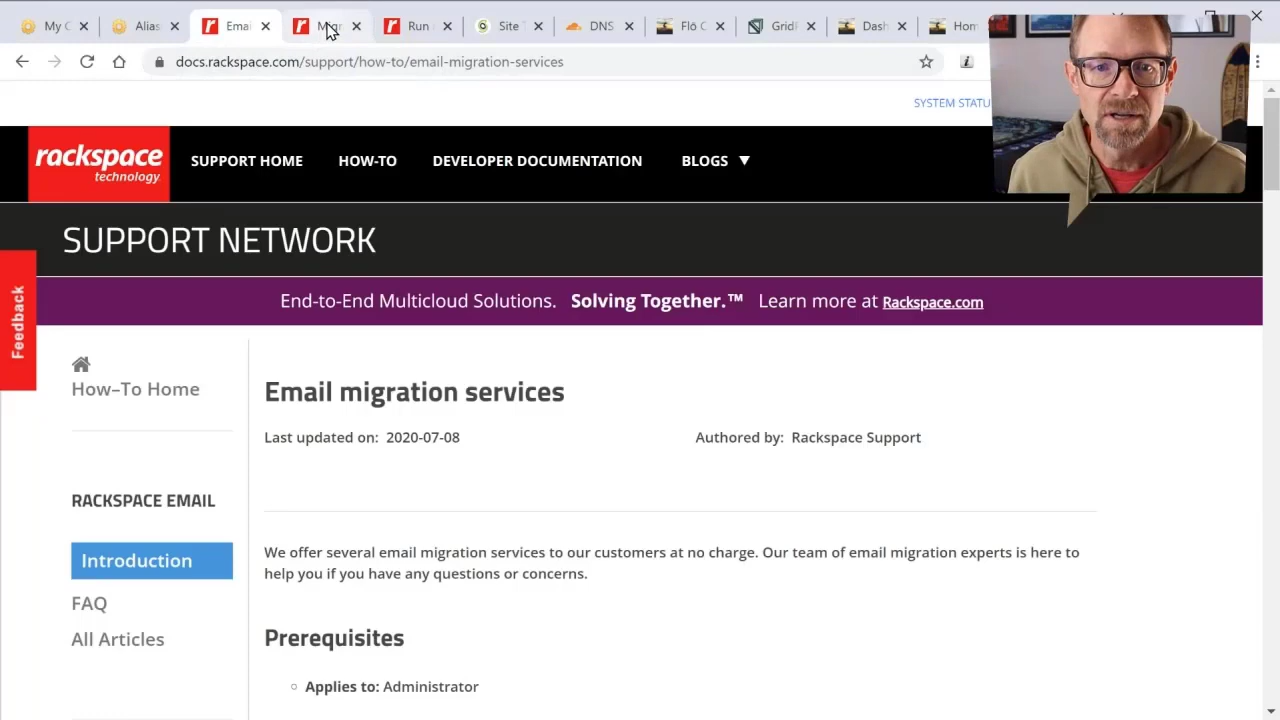 My C
Alias
Emai
Migr
Run
Site T
DNS
Fló C
GridP
Dash
Hom
docs.rackspace.com/support/how-to/email-migration-services
SYSTEM STATU
rackspace
technology
SUPPORT HOME
HOW-TO
DEVELOPER DOCUMENTATION
BLOGS ▼
SUPPORT NETWORK
Feedback
End-to-End Multicloud Solutions. Solving Together.™ Learn more at Rackspace.com
How-To Home
RACKSPACE EMAIL
Introduction
FAQ
All Articles
Email migration services
Last updated on: 2020-07-08
Authored by: Rackspace Support
We offer several email migration services to our customers at no charge. Our team of email migration experts is here to
help you if you have any questions or concerns.
Prerequisites
Applies to: Administrator